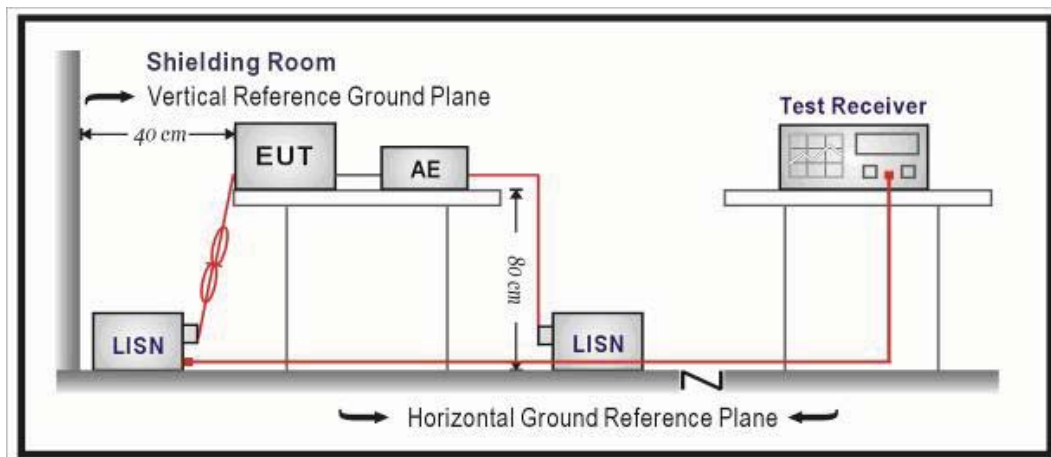 Shielding Room
Vertical Reference Ground Plane
Test Receiver
40 cm
EUT
AE
80 cm
LISN
LISN
Horizontal Ground Reference Plane